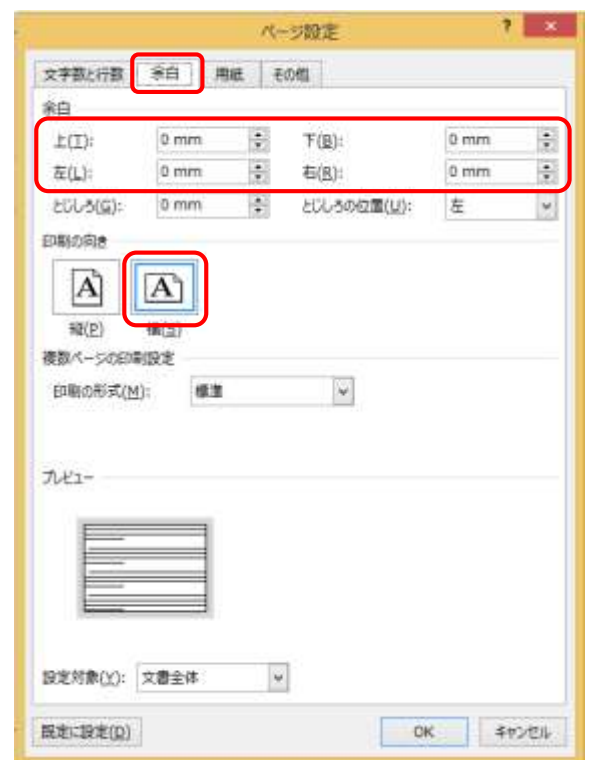 ページ設定 ?
文字数と行数 余白 用紙 その他
余白
上(T): 0 mm 下(B): 0 mm
左(L): 0 mm 右(R): 0 mm
とじしろ(G): 0 mm とじしろの位置(U): 左
印刷の向き
A A
縦(P) 横(S)
複数ページの印刷設定
印刷の形式(M): 標準
プレビュー
設定対象(Y): 文書全体
既定に設定(D) OK キャンセル